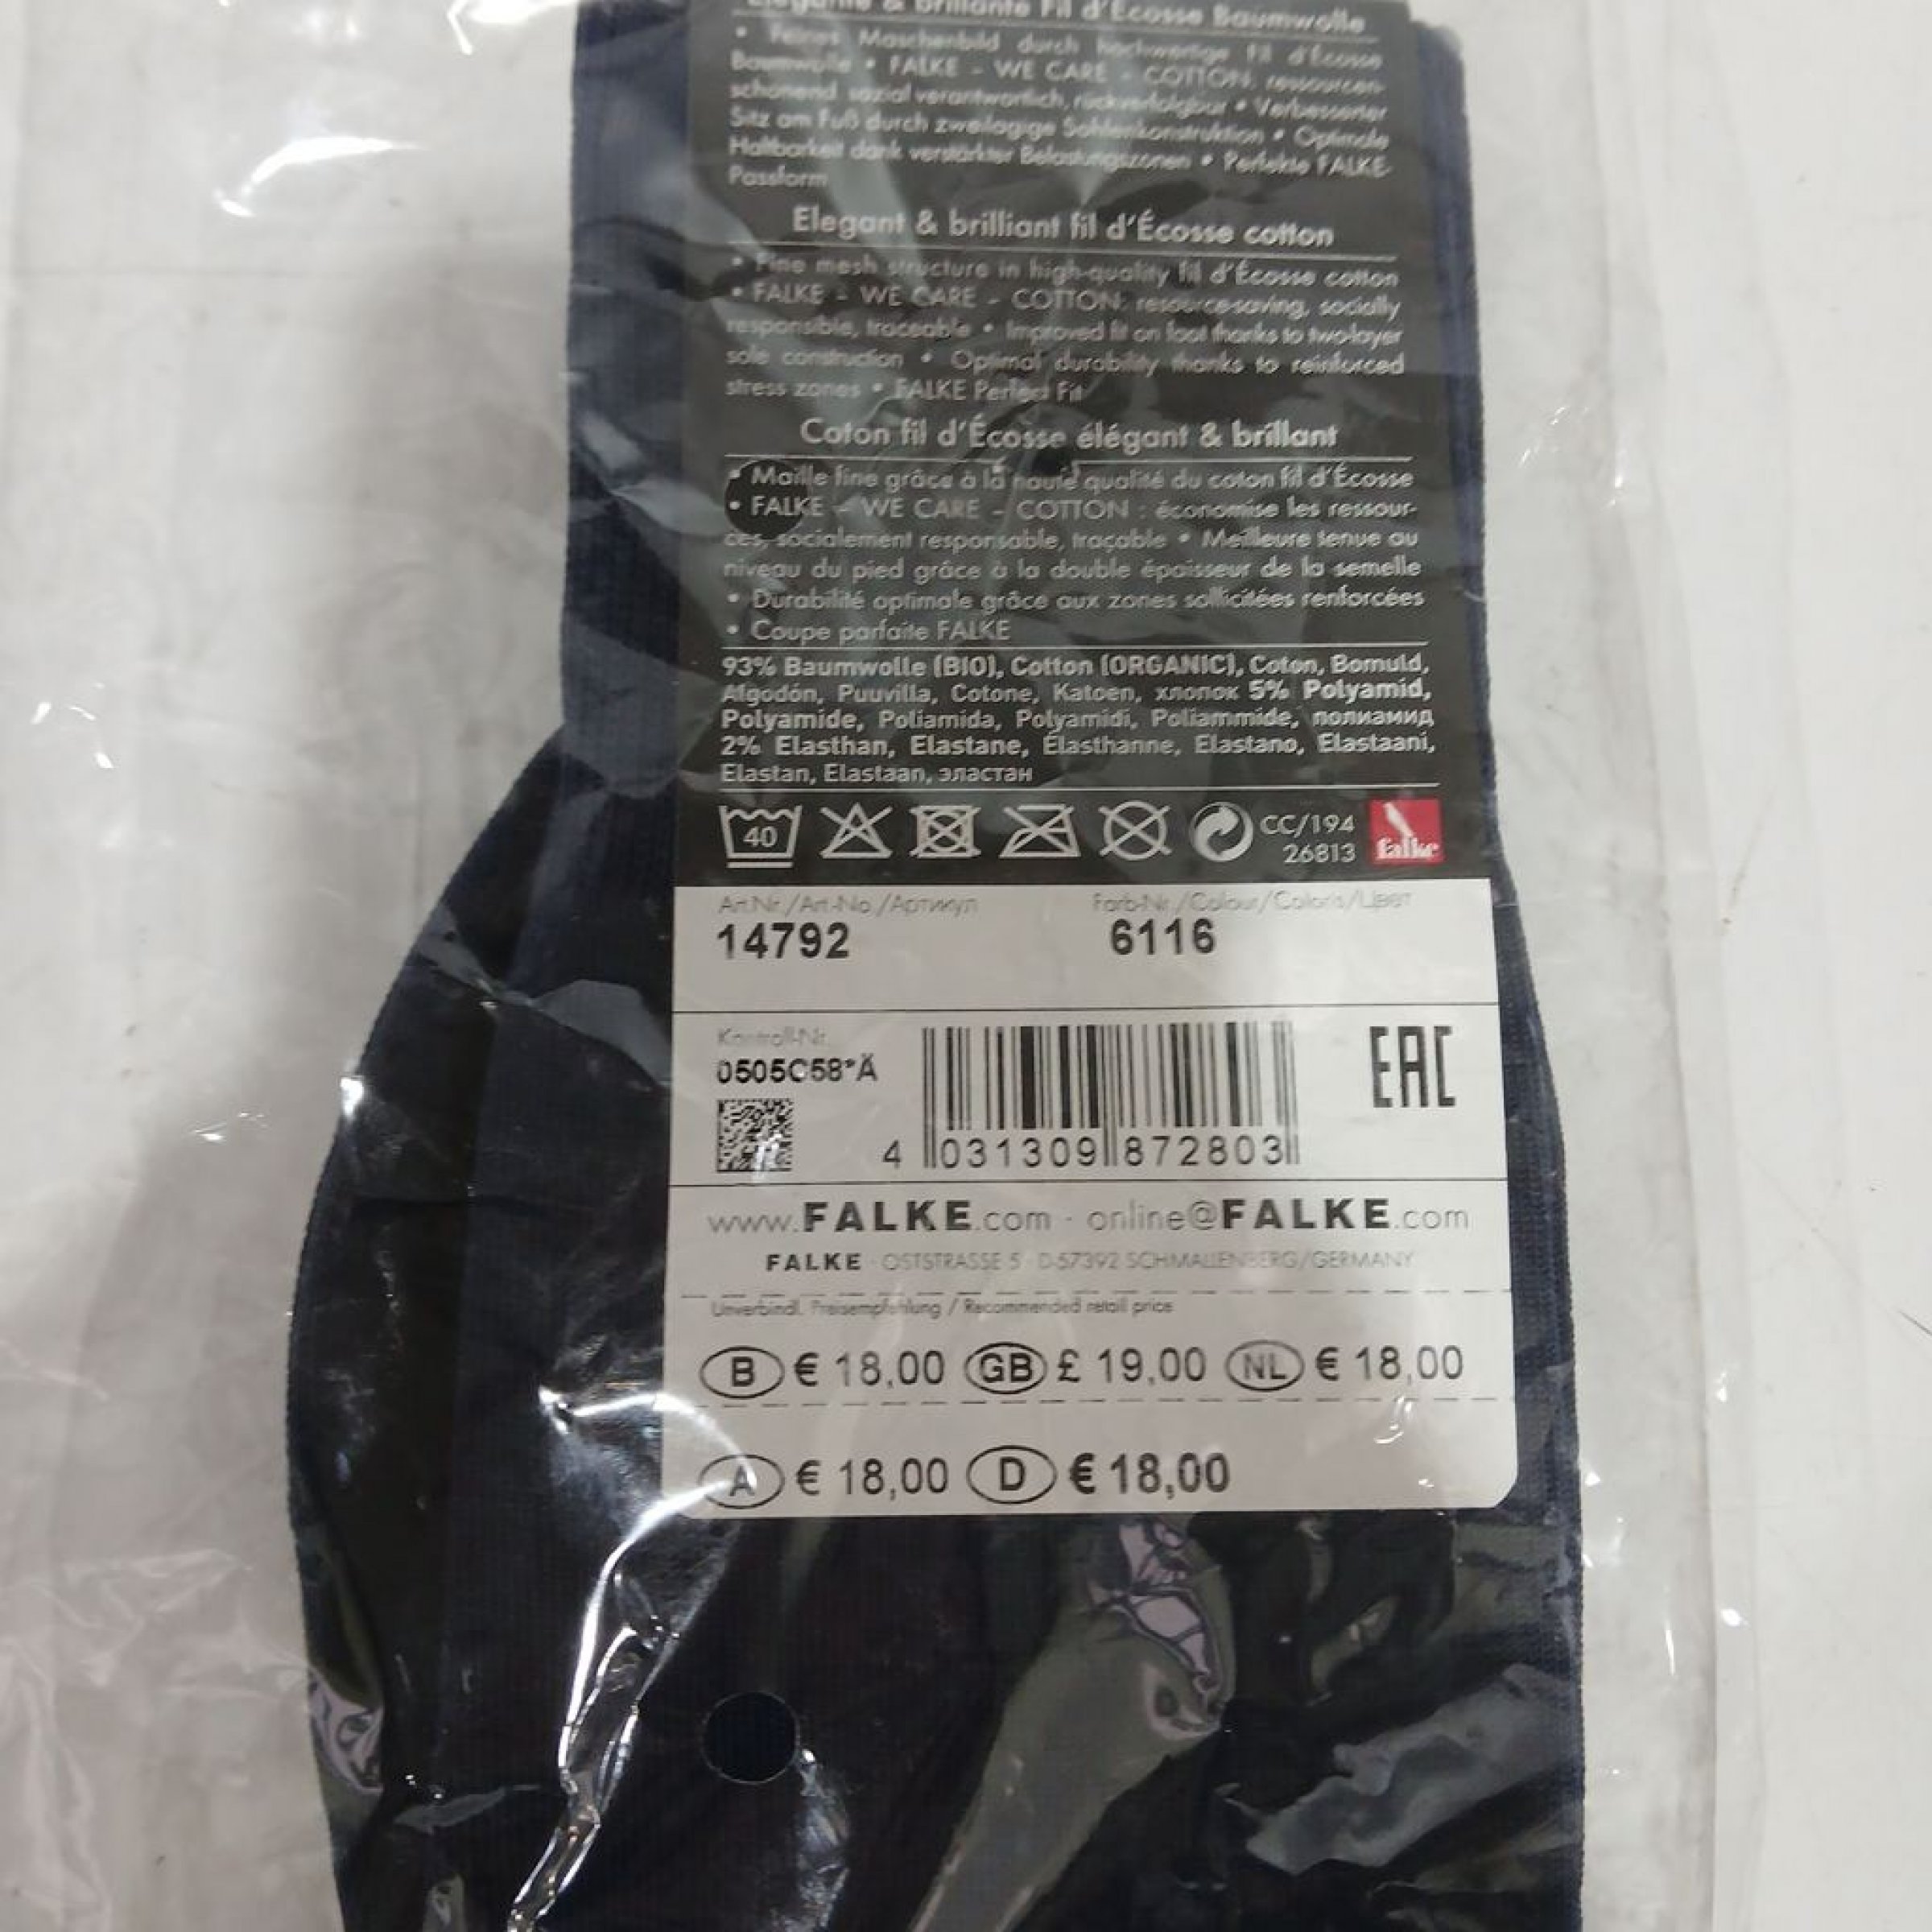 Elegante & brillante Fil d'Écosse Baumwolle
• Feines Maschenbild durch hochwertige Fil d'Écosse
Baumwolle • FALKE - WE CARE - COTTON: ressourcen-
schonend, sozial verantwortlich, rückverfolgbar • Verbesserter
Sitz am Fuß durch zweilagige Sohlenkonstruktion • Optimale
Haltbarkeit dank verstärkter Belastungszonen • Perfekte FALKE-
Passform
Elegant & brilliant fil d'Écosse cotton
• Fine mesh structure in high-quality fil d'Écosse cotton
• FALKE - WE CARE - COTTON: resource-saving, socially
responsible, traceable • Improved fit on foot thanks to two-layer
sole construction • Optimal durability thanks to reinforced
stress zones • FALKE Perfect Fit
Coton fil d'Écosse élégant & brillant
• Maille fine grâce à la haute qualité du coton fil d'Écosse
• FALKE - WE CARE - COTTON : économise les ressour-
ces, socialement responsable, traçable • Meilleure tenue au
niveau du pied grâce à la double épaisseur de la semelle
• Durabilité optimale grâce aux zones sollicitées renforcées
• Coupe parfaite FALKE
93% Baumwolle (BIO), Cotton (ORGANIC), Coton, Bomuld,
Algodón, Puuvilla, Cotone, Katoen, хлопок 5% Polyamid,
Polyamide, Poliamida, Polyamidi, Poliammide, полиамид
2% Elasthan, Elastane, Élasthanne, Elastano, Elastaani,
Elastan, Elastaan, эластан
40 CC/194
26813 falke
Art.Nr./Art.-No./Артикул Farb-Nr./Colour/Coloris/Цвет
14792 6116
Kontroll-Nr.
0505C58*Ä
EAC
4 031309 872803
www.FALKE.com · online@FALKE.com
FALKE · OSTSTRASSE 5 · D-57392 SCHMALLENBERG/GERMANY
Unverbindl. Preisempfehlung / Recommended retail price
B € 18,00 GB £ 19,00 NL € 18,00
A € 18,00 D € 18,00